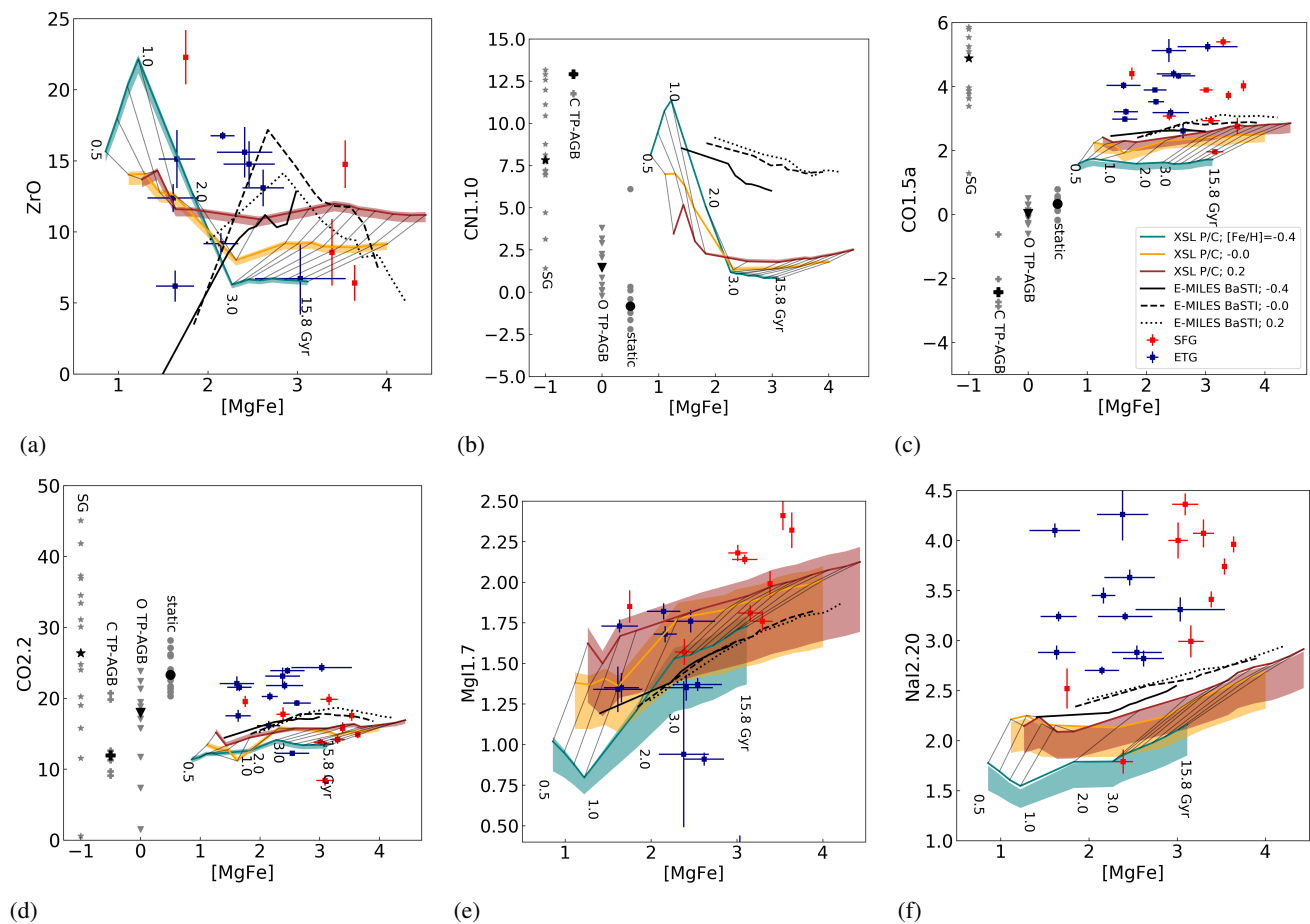 25
20
15
10
5
0
ZrO
1 2 3 4
[MgFe]
0.5
1.0
2.0
3.0
15.8 Gyr
(a)
15.0
12.5
10.0
7.5
5.0
2.5
0.0
−2.5
−5.0
CN1.10
−1 0 1 2 3 4
[MgFe]
SG
C TP-AGB
O TP-AGB
static
0.5
1.0
2.0
3.0
15.8 Gyr
(b)
6
4
2
0
−2
−4
CO1.5a
−1 0 1 2 3 4
[MgFe]
SG
C TP-AGB
O TP-AGB
static
0.5
1.0
2.0
3.0
15.8 Gyr
XSL P/C; [Fe/H]=-0.4
XSL P/C; -0.0
XSL P/C; 0.2
E-MILES BaSTI; -0.4
E-MILES BaSTI; -0.0
E-MILES BaSTI; 0.2
SFG
ETG
(c)
50
40
30
20
10
0
CO2.2
−1 0 1 2 3 4
[MgFe]
SG
C TP-AGB
O TP-AGB
static
0.5
1.0
2.0
3.0
15.8 Gyr
(d)
2.50
2.25
2.00
1.75
1.50
1.25
1.00
0.75
0.50
MgI1.7
1 2 3 4
[MgFe]
0.5
1.0
2.0
3.0
15.8 Gyr
(e)
4.5
4.0
3.5
3.0
2.5
2.0
1.5
1.0
NaI2.20
1 2 3 4
[MgFe]
0.5
1.0
2.0
3.0
15.8 Gyr
(f)